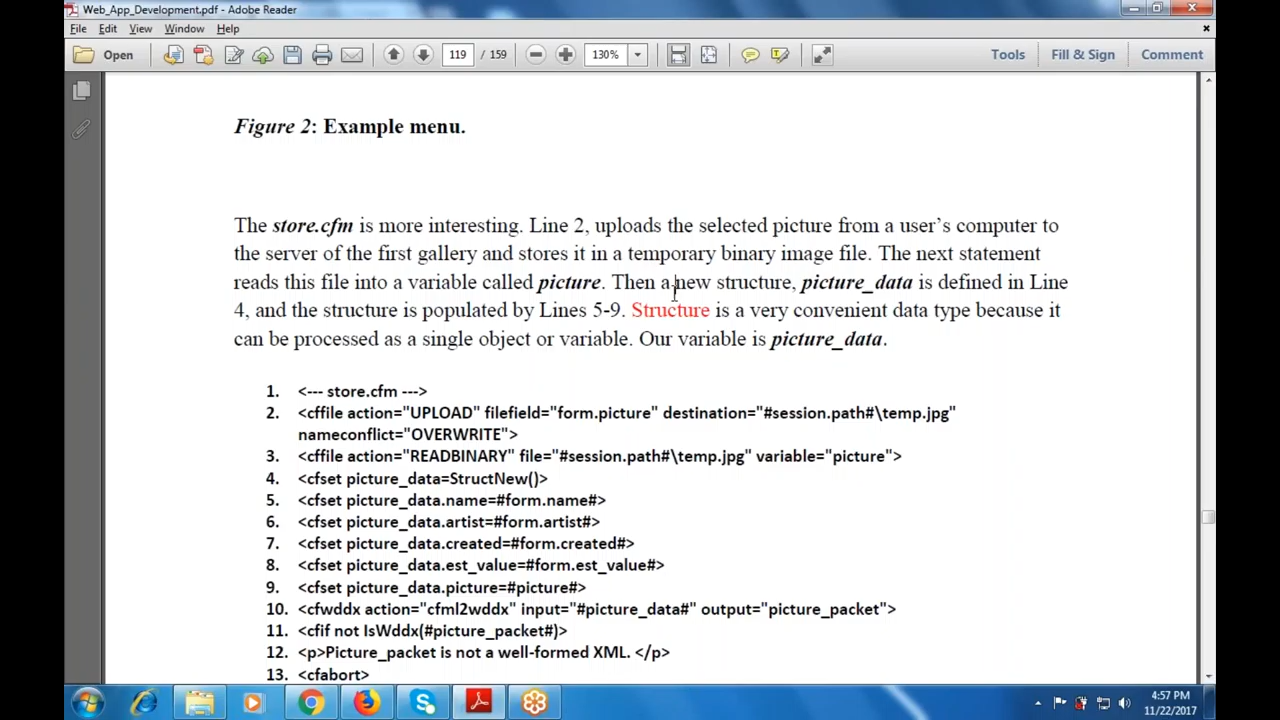 Web_App_Development.pdf - Adobe Reader
File Edit View Window Help
Open 119 / 159 130% Tools Fill & Sign Comment
Figure 2: Example menu.
The store.cfm is more interesting. Line 2, uploads the selected picture from a user’s computer to
the server of the first gallery and stores it in a temporary binary image file. The next statement
reads this file into a variable called picture. Then a new structure, picture_data is defined in Line
4, and the structure is populated by Lines 5-9. Structure is a very convenient data type because it
can be processed as a single object or variable. Our variable is picture_data.
1. <--- store.cfm --->
2. <cffile action="UPLOAD" filefield="form.picture" destination="#session.path#\temp.jpg"
nameconflict="OVERWRITE">
3. <cffile action="READBINARY" file="#session.path#\temp.jpg" variable="picture">
4. <cfset picture_data=StructNew()>
5. <cfset picture_data.name=#form.name#>
6. <cfset picture_data.artist=#form.artist#>
7. <cfset picture_data.created=#form.created#>
8. <cfset picture_data.est_value=#form.est_value#>
9. <cfset picture_data.picture=#picture#>
10. <cfwddx action="cfml2wddx" input="#picture_data#" output="picture_packet">
11. <cfif not IsWddx(#picture_packet#)>
12. <p>Picture_packet is not a well-formed XML. </p>
13. <cfabort>
4:57 PM
11/22/2017